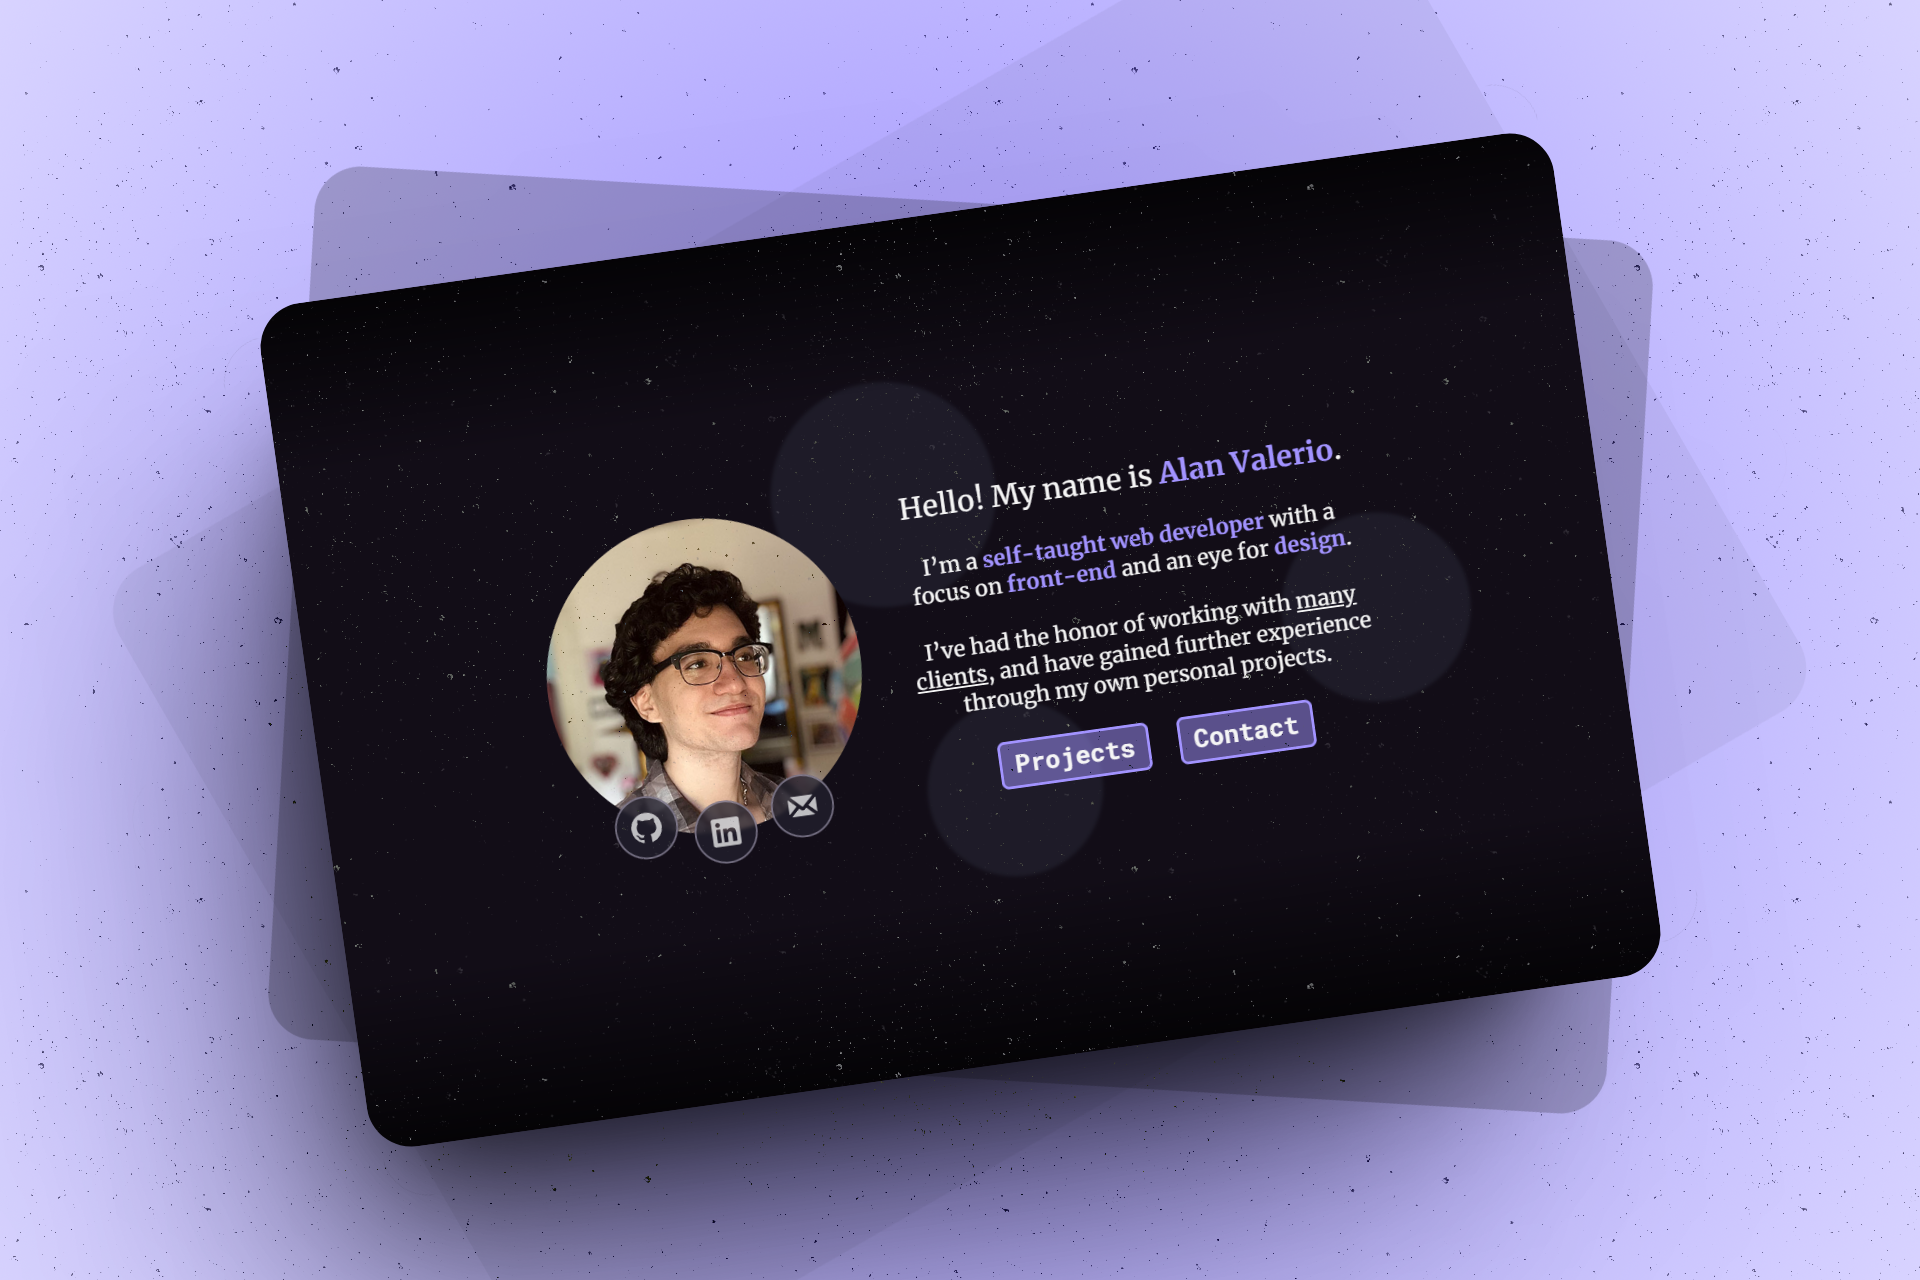 Hello! My name is Alan Valerio.
I’m a self-taught web developer with a
focus on front-end and an eye for design.
I’ve had the honor of working with many
clients, and have gained further experience
through my own personal projects.
Projects
Contact
in